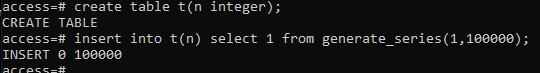 access=# create table t(n integer);
CREATE TABLE
access=# insert into t(n) select 1 from generate_series(1,100000);
INSERT 0 100000
access=#